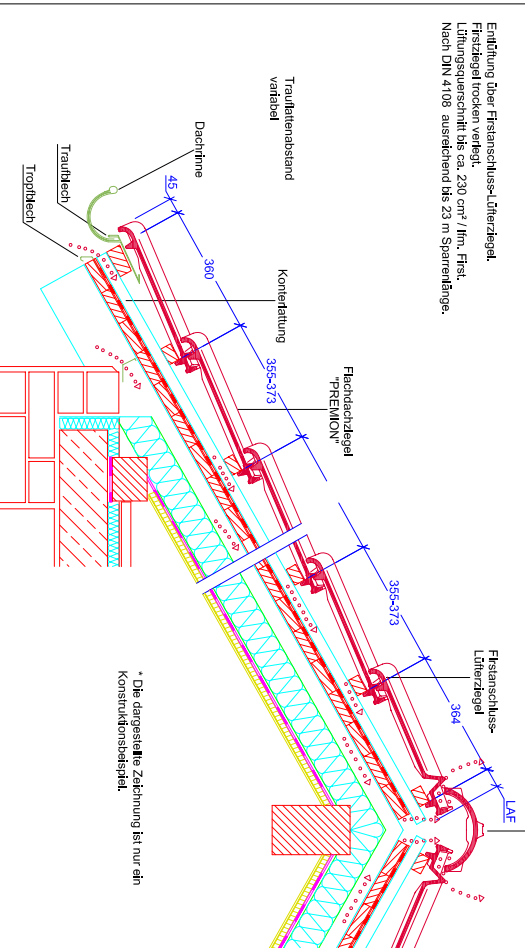 Entlüftung über Firstanschluss-Lüfterziegel.
Firstziegel trocken verlegt.
Lüftungsquerschnitt bis ca. 230 cm² / lfm. First.
Nach DIN 4108 ausreichend bis 23 m Sparrenlänge.
Trauflattenabstand
variabel
Dachrinne
Traufblech
Tropfblech
45
360
Konterlattung
355-373
Flachdachziegel
"PREMION"
355-373
Firstanschluss-
Lüfterziegel
364
LAF
* Die dargestellte Zeichnung ist nur ein
Konstruktionsbeispiel.